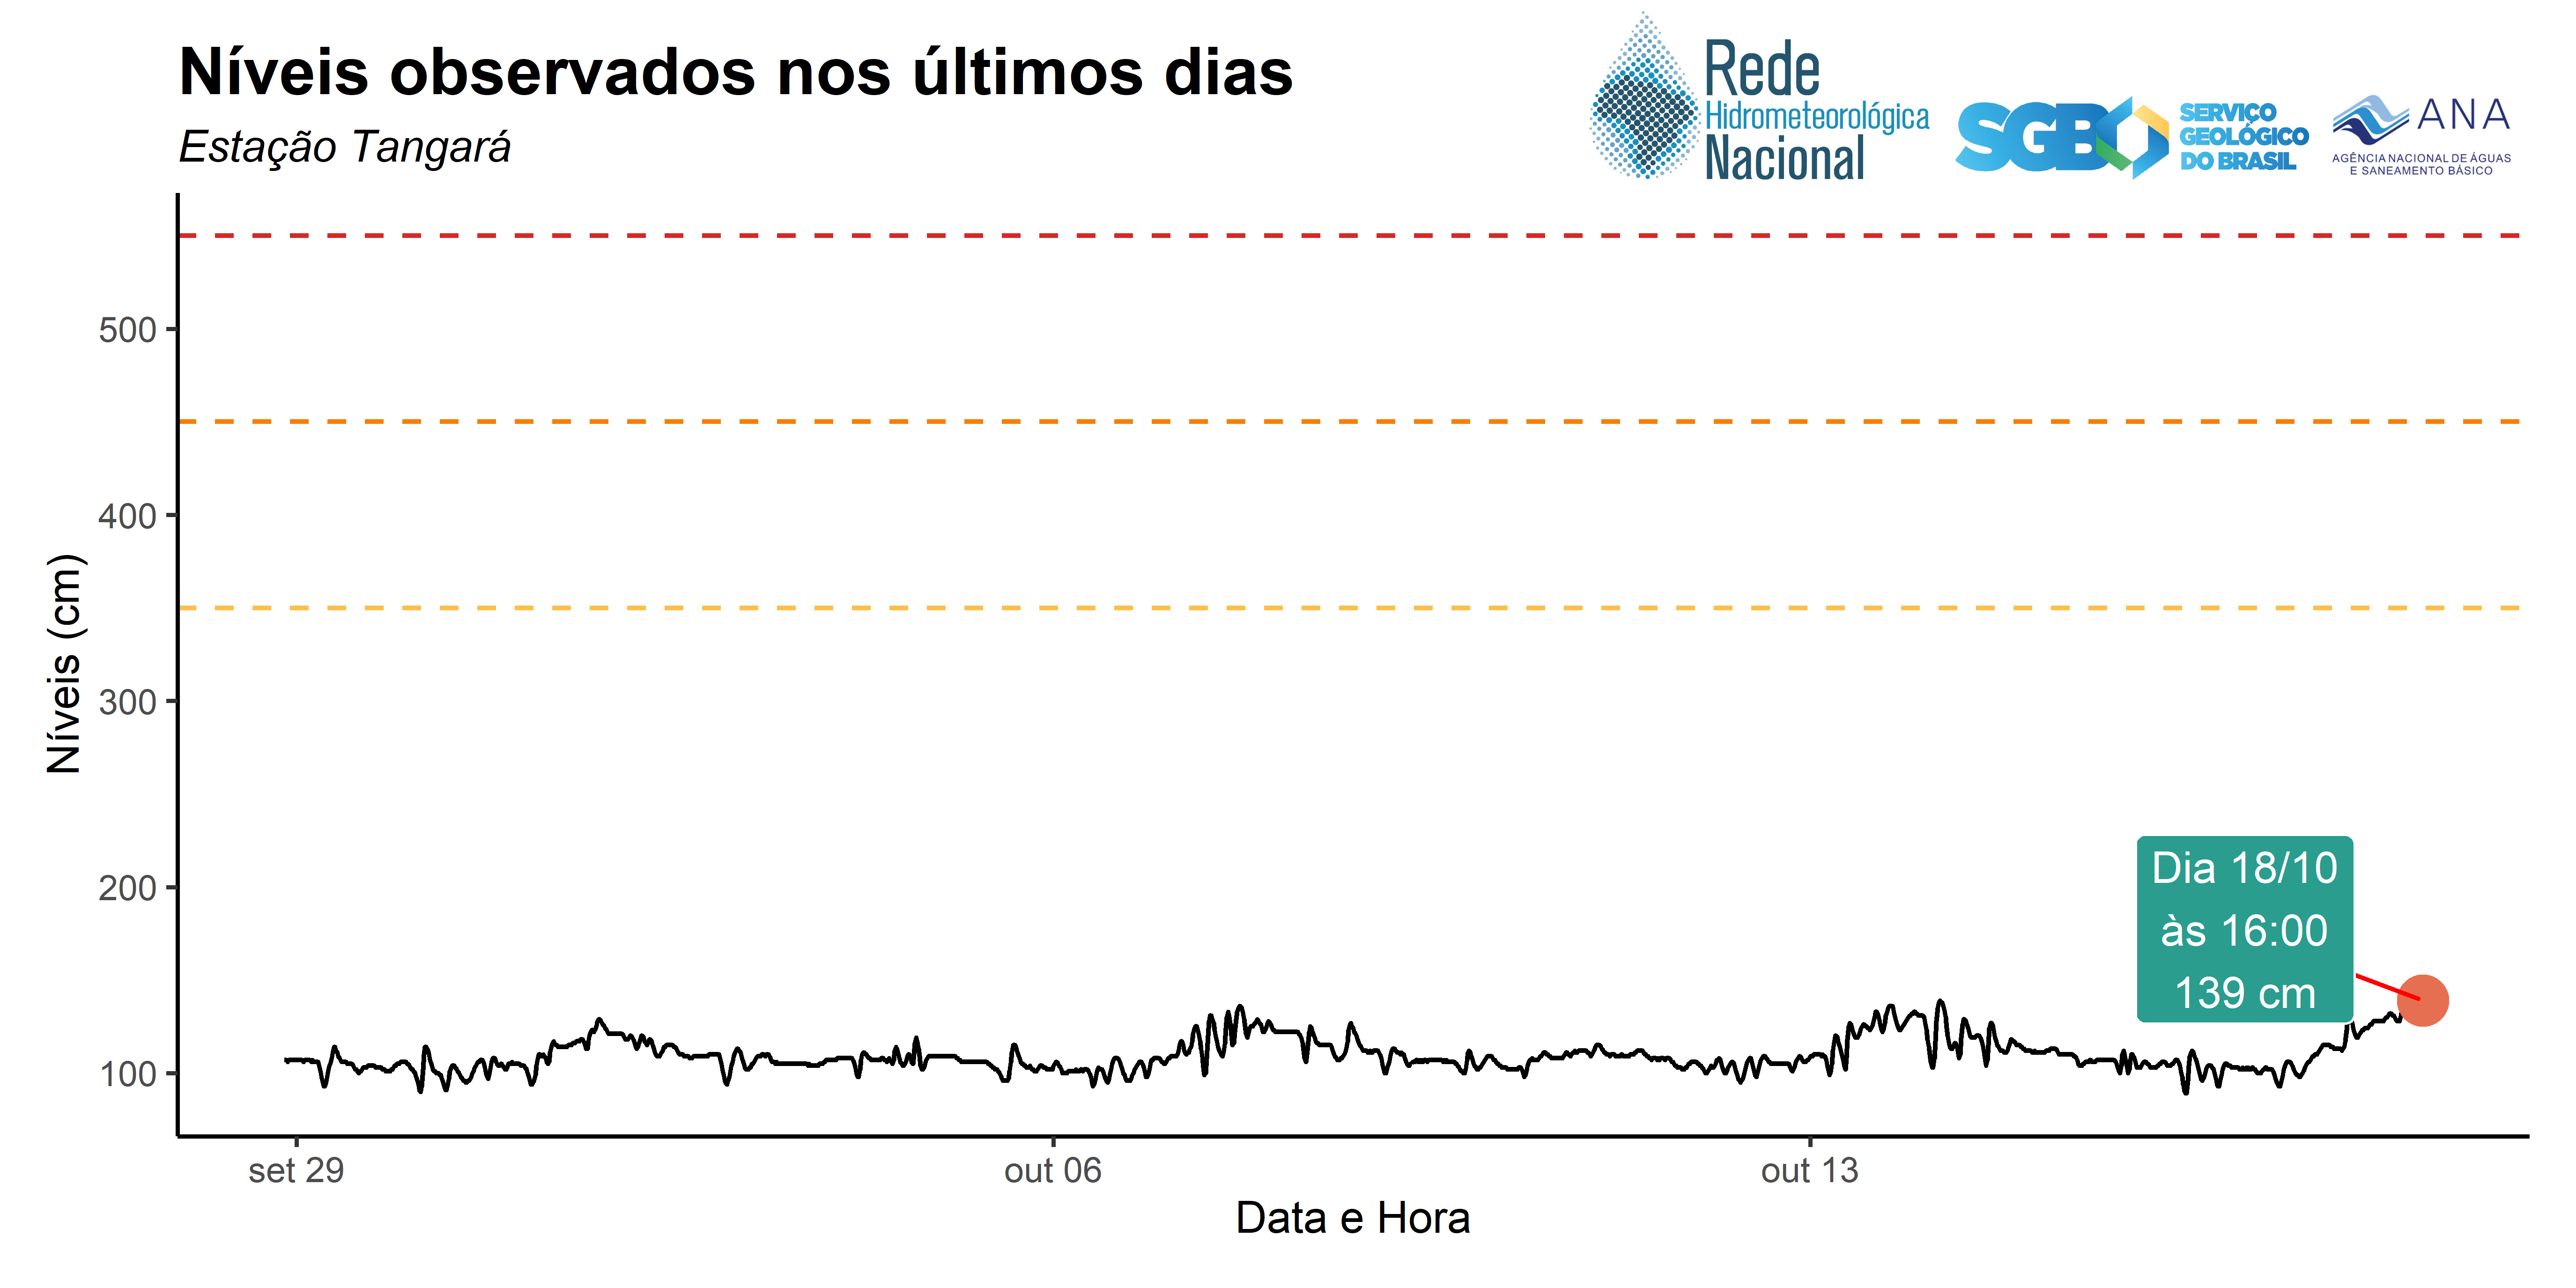 Níveis observados nos últimos dias
Estação Tangará
Rede
Hidrometeorológica
Nacional
SGB
SERVIÇO
GEOLÓGICO
DO BRASIL
ANA
AGÊNCIA NACIONAL DE ÁGUAS
E SANEAMENTO BÁSICO
Níveis (cm)
500
400
300
200
100
Dia 18/10
às 16:00
139 cm
set 29
out 06
out 13
Data e Hora